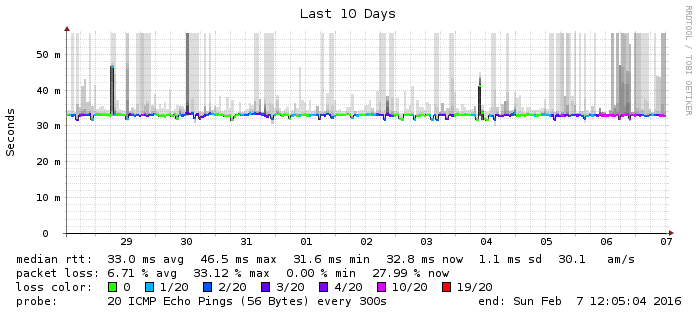 Last 10 Days
RRDTOOL / TOBI OETIKER
Seconds
50 m
40 m
30 m
20 m
10 m
0
29 30 31 01 02 03 04 05 06 07
median rtt: 33.0 ms avg 46.5 ms max 31.6 ms min 32.8 ms now 1.1 ms sd 30.1 am/s
packet loss: 6.71 % avg 33.12 % max 0.00 % min 27.99 % now
loss color: 0 1/20 2/20 3/20 4/20 10/20 19/20
probe: 20 ICMP Echo Pings (56 Bytes) every 300s end: Sun Feb 7 12:05:04 2016